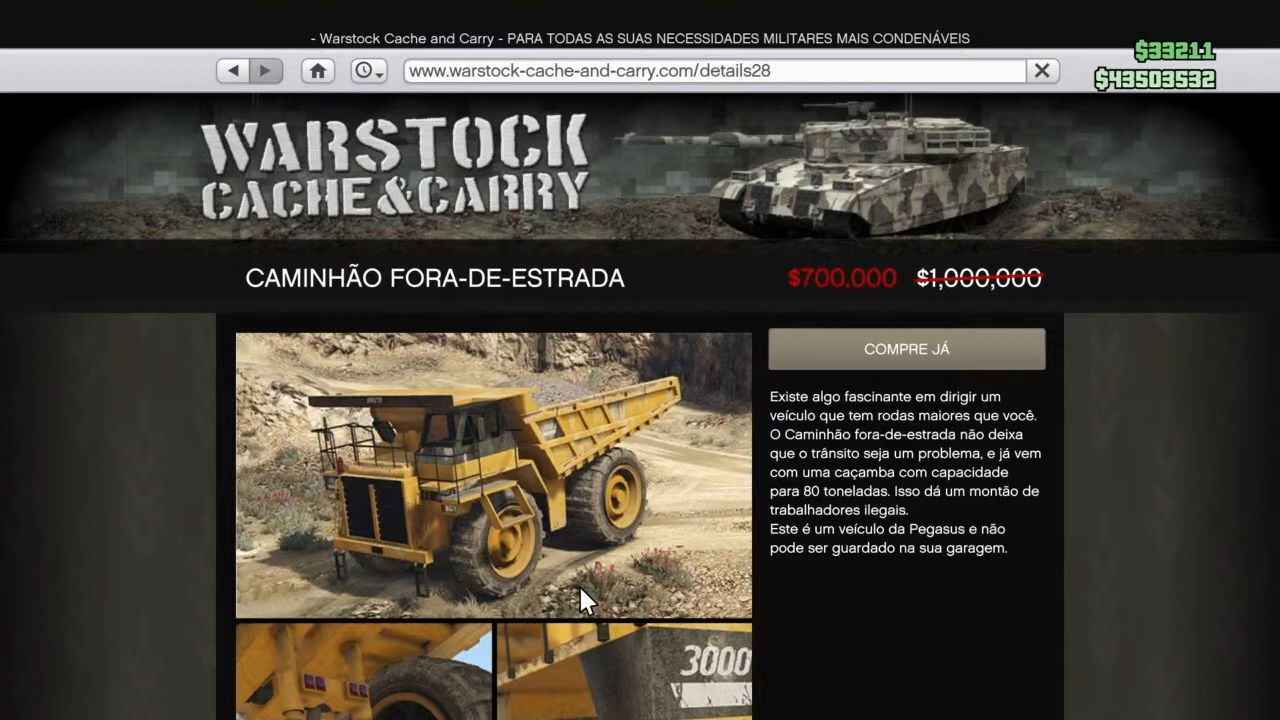 - Warstock Cache and Carry - PARA TODAS AS SUAS NECESSIDADES MILITARES MAIS CONDENÁVEIS
$33211
www.warstock-cache-and-carry.com/details28
$43503532
WARSTOCK
CACHE&CARRY
CAMINHÃO FORA-DE-ESTRADA
$700,000 $1,000,000
COMPRE JÁ
Existe algo fascinante em dirigir um
veículo que tem rodas maiores que você.
O Caminhão fora-de-estrada não deixa
que o trânsito seja um problema, e já vem
com uma caçamba com capacidade
para 80 toneladas. Isso dá um montão de
trabalhadores ilegais.
Este é um veículo da Pegasus e não
pode ser guardado na sua garagem.
BRUTE
3000